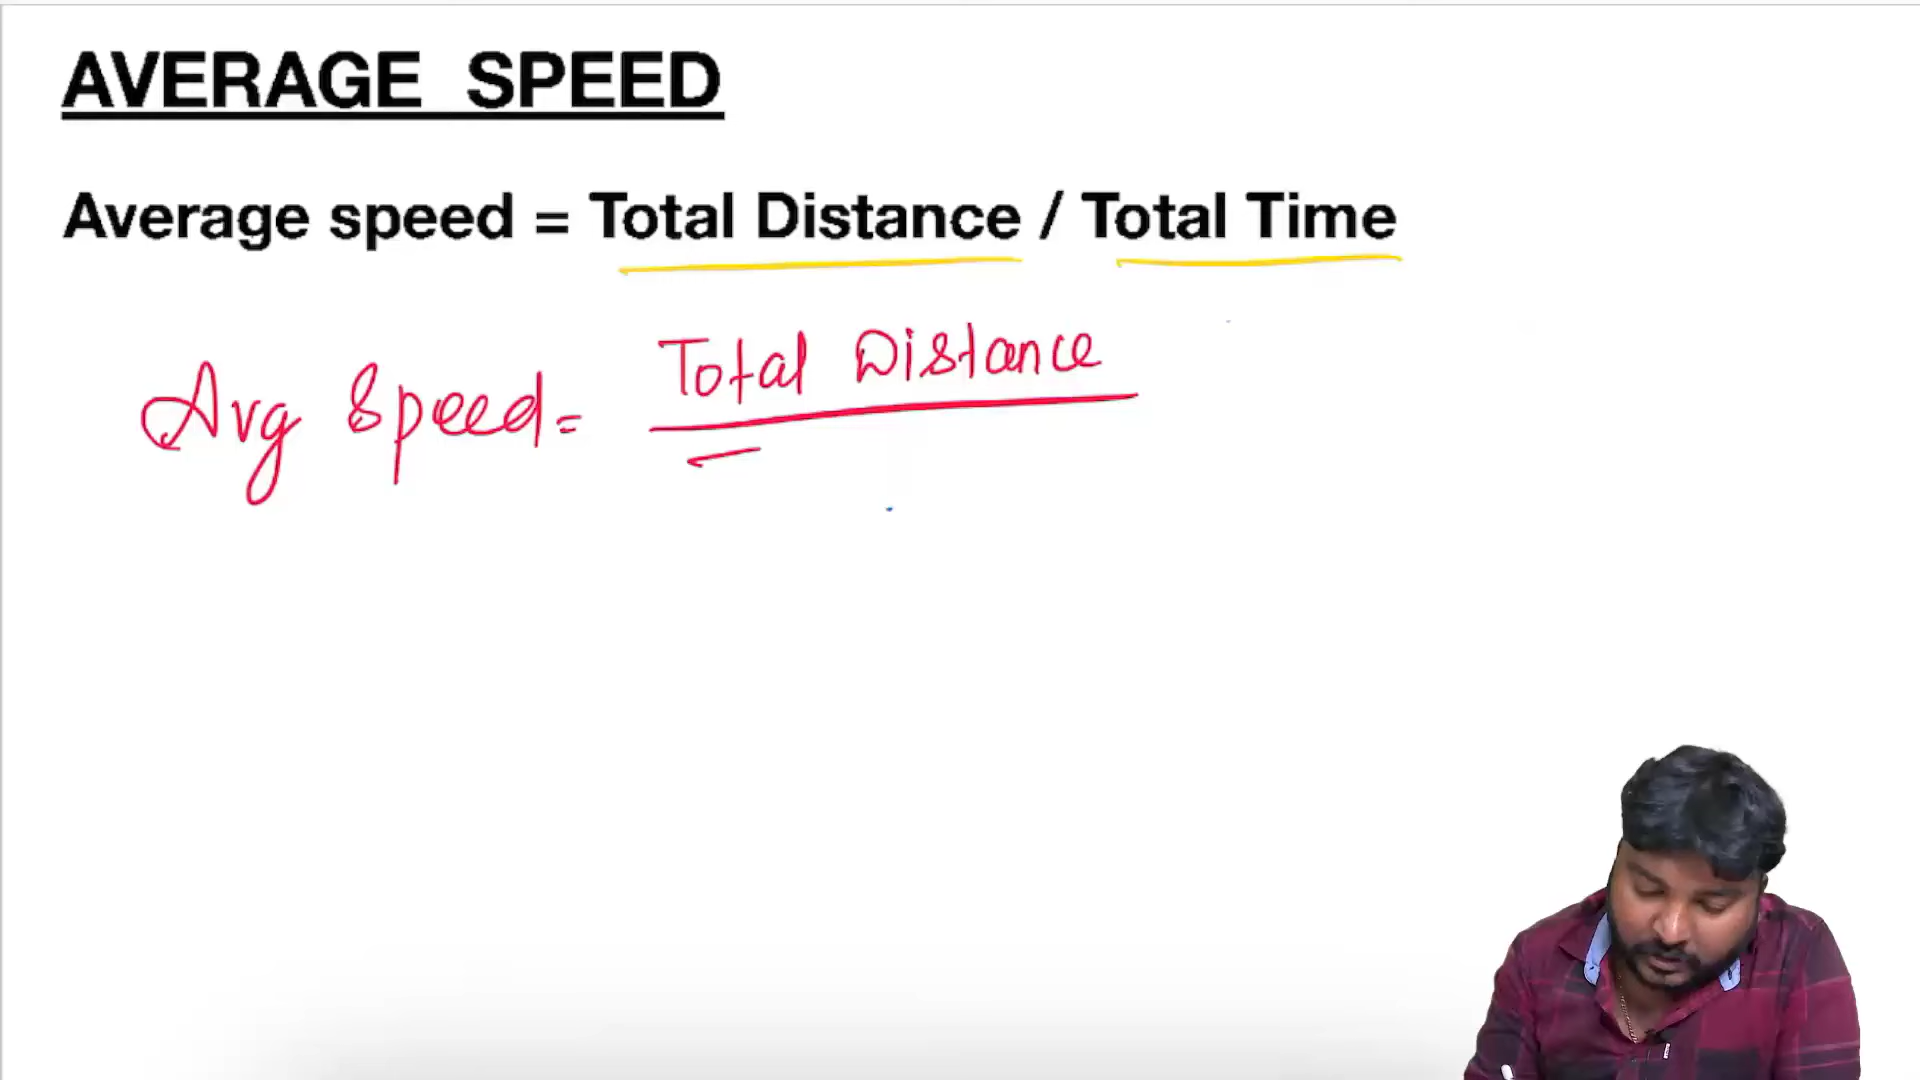 AVERAGE SPEED
Average speed = Total Distance / Total Time
Avg Speed = Total Distance